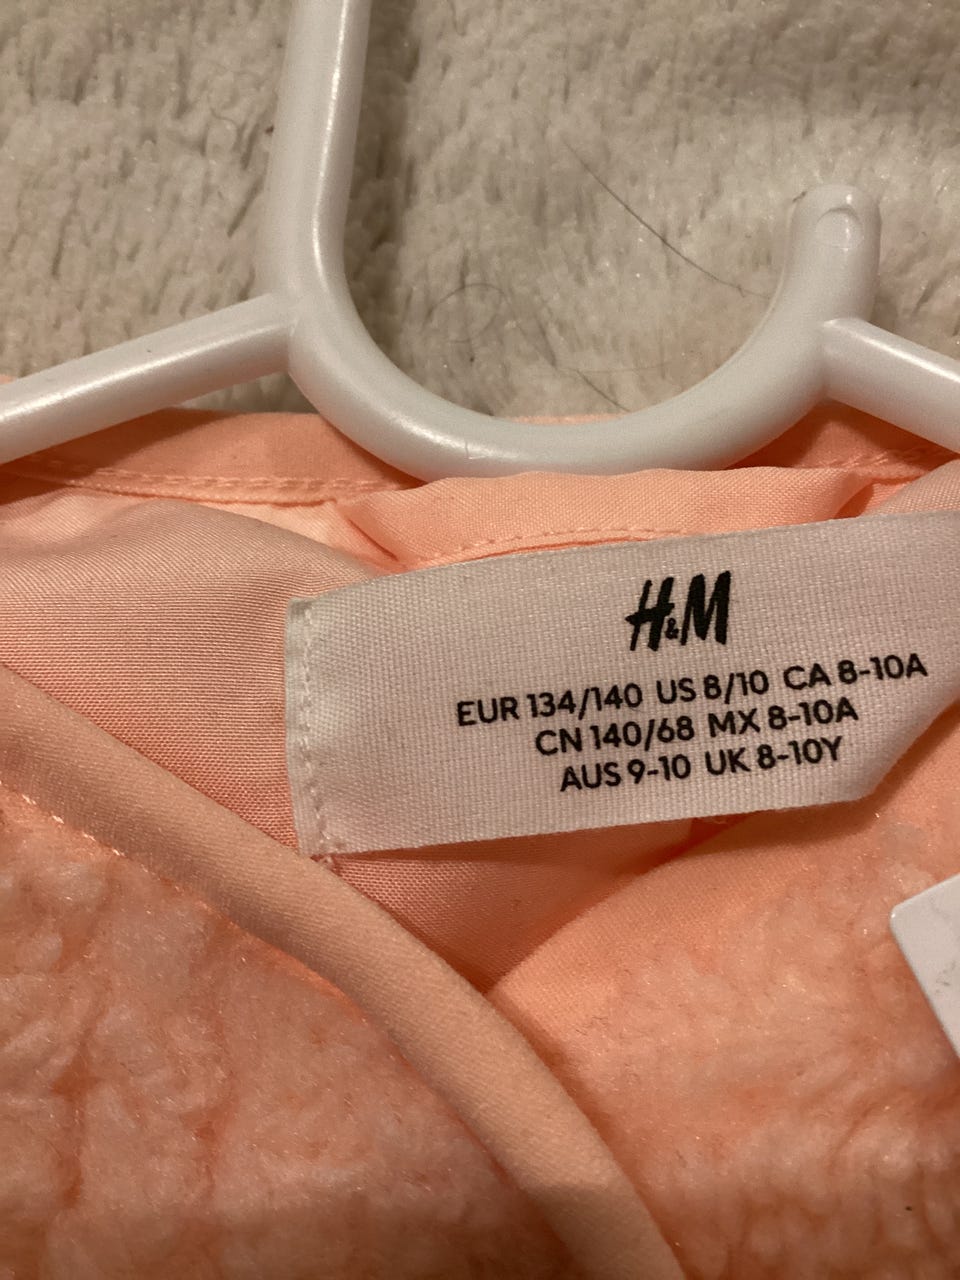 H&M
EUR 134/140 US 8/10 CA 8-10A
CN 140/68 MX 8-10A
AUS 9-10 UK 8-10Y